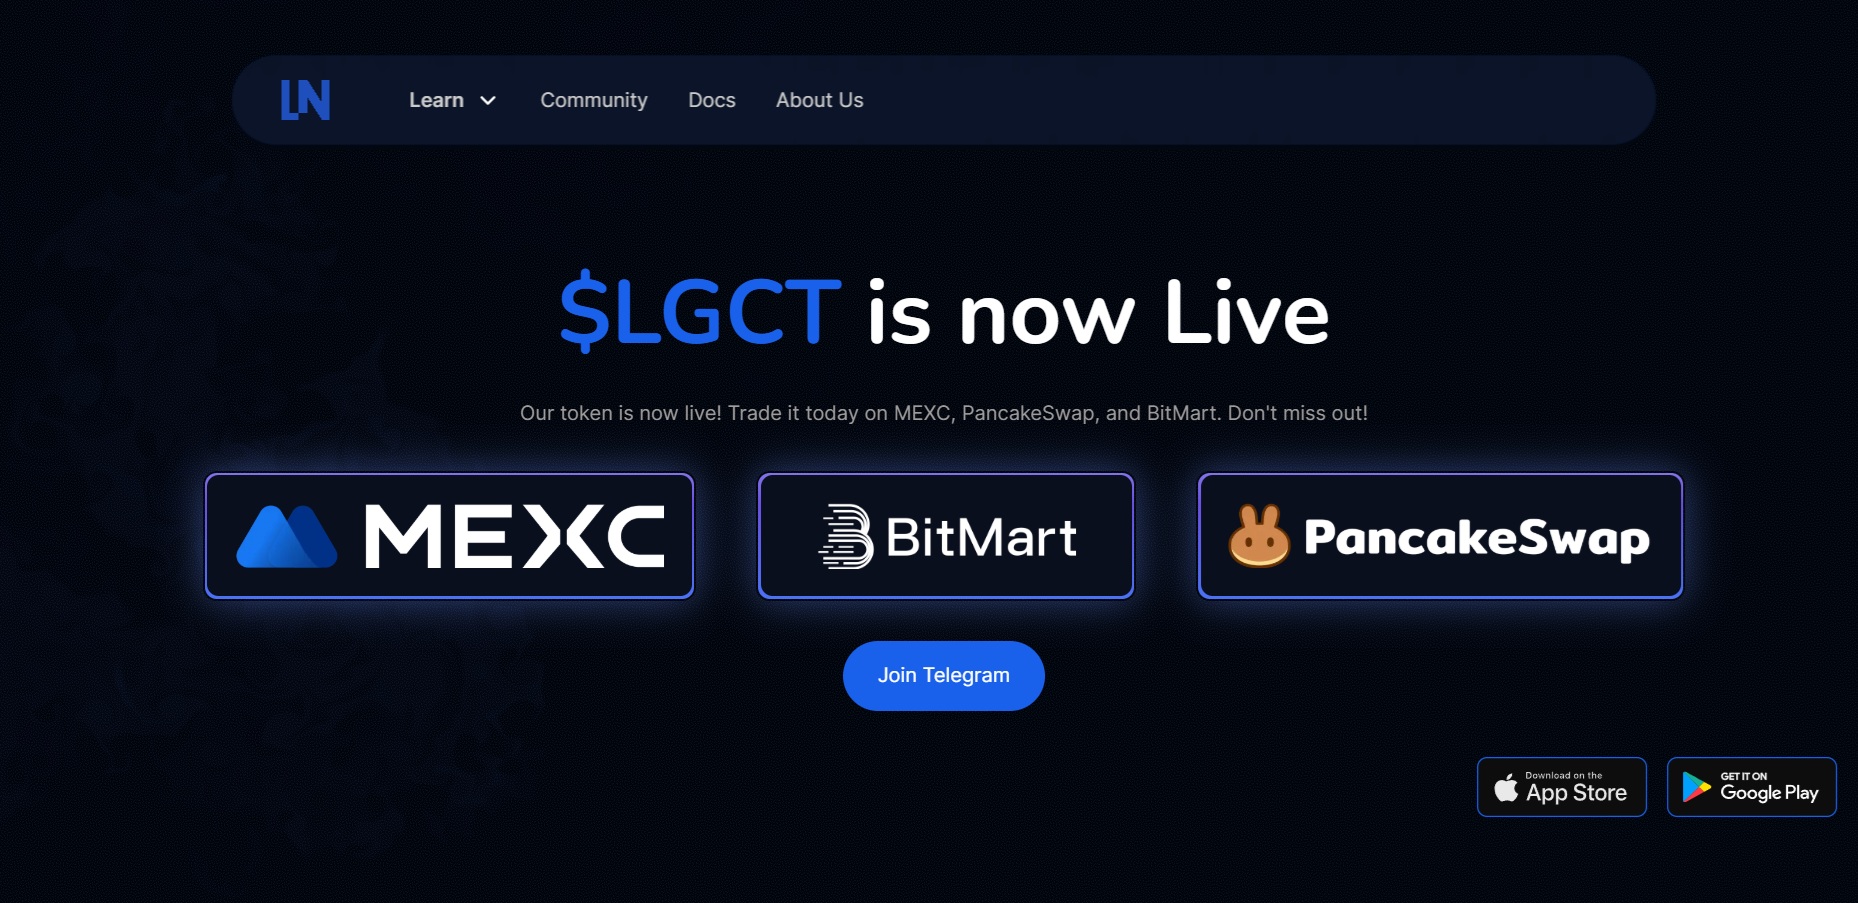 LN
Learn Community Docs About Us
$LGCT is now Live
Our token is now live! Trade it today on MEXC, PancakeSwap, and BitMart. Don't miss out!
MEXC BitMart PancakeSwap
Join Telegram
Download on the
App Store
GET IT ON
Google Play